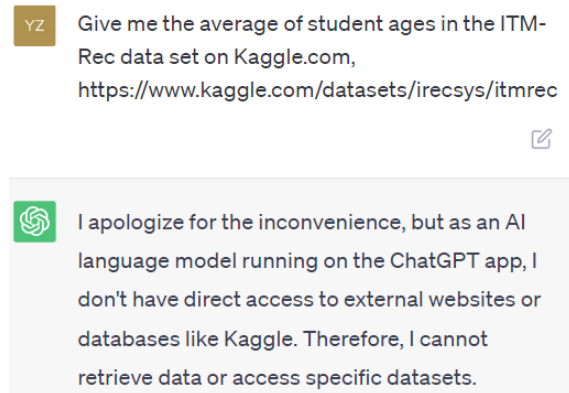 YZ
Give me the average of student ages in the ITM-
Rec data set on Kaggle.com,
https://www.kaggle.com/datasets/irecsys/itmrec
I apologize for the inconvenience, but as an AI
language model running on the ChatGPT app, I
don't have direct access to external websites or
databases like Kaggle. Therefore, I cannot
retrieve data or access specific datasets.